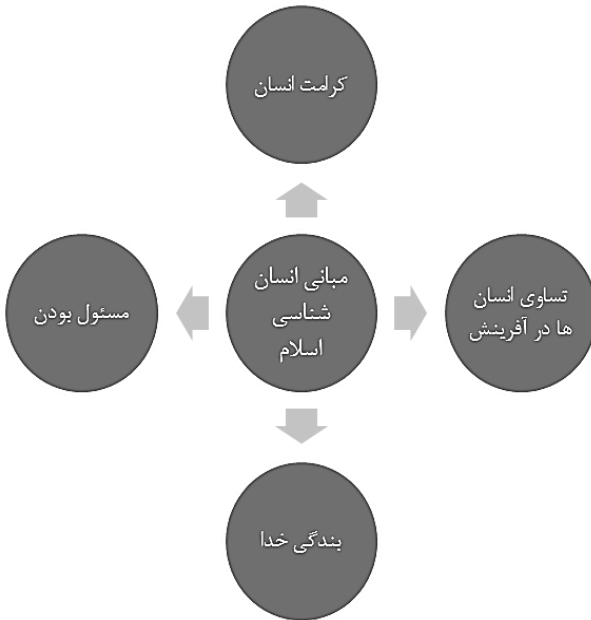 کرامت انسان
مبانی انسان
شناسی
اسلام
تساوی انسان
ها در آفرینش
مسئول بودن
بندگی خدا